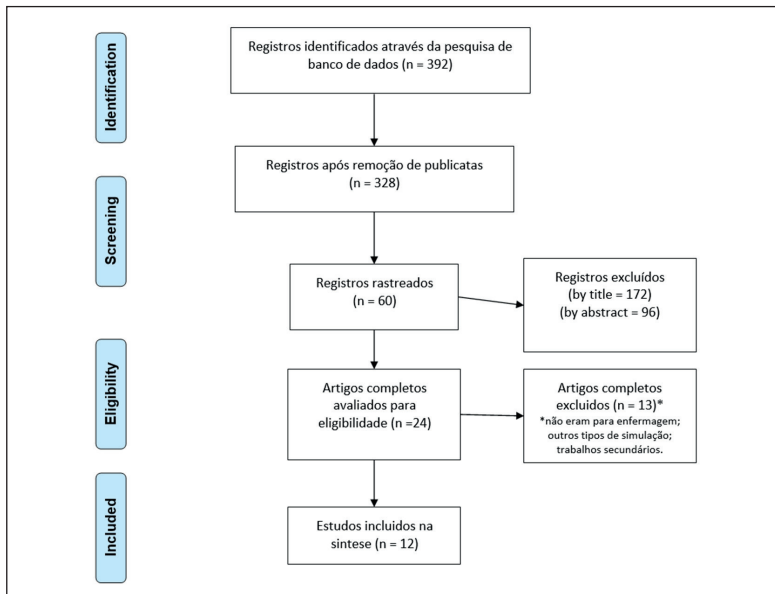 Identification
Registros identificados através da pesquisa de
banco de dados (n = 392)
Registros após remoção de publicatas
(n = 328)
Screening
Registros rastreados
(n = 60)
Registros excluídos
(by title = 172)
(by abstract = 96)
Eligibility
Artigos completos
avaliados para
eligibilidade (n =24)
Artigos completos
excluidos (n = 13)*
*não eram para enfermagem;
outros tipos de simulação;
trabalhos secundários.
Included
Estudos incluidos na
sintese (n = 12)